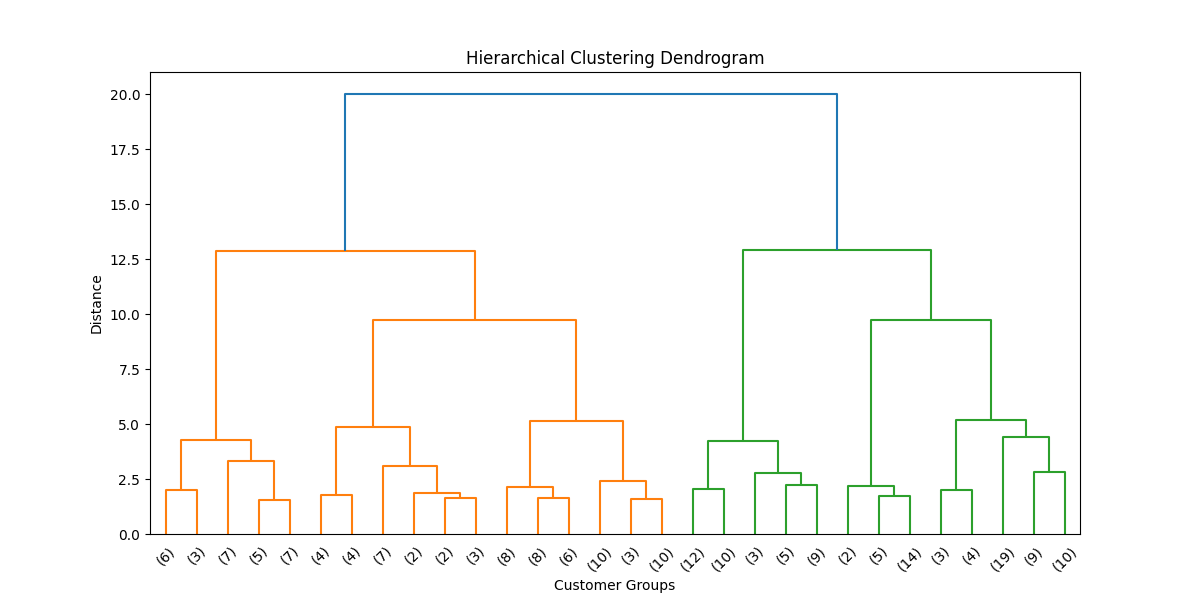 Hierarchical Clustering Dendrogram
20.0
17.5
15.0
12.5
10.0
7.5
5.0
2.5
0.0
Distance
(6) (3) (7) (5) (7) (4) (4) (7) (2) (2) (3) (8) (8) (6) (10) (3) (10) (12) (10) (3) (5) (9) (2) (5) (14) (3) (4) (19) (9) (10)
Customer Groups